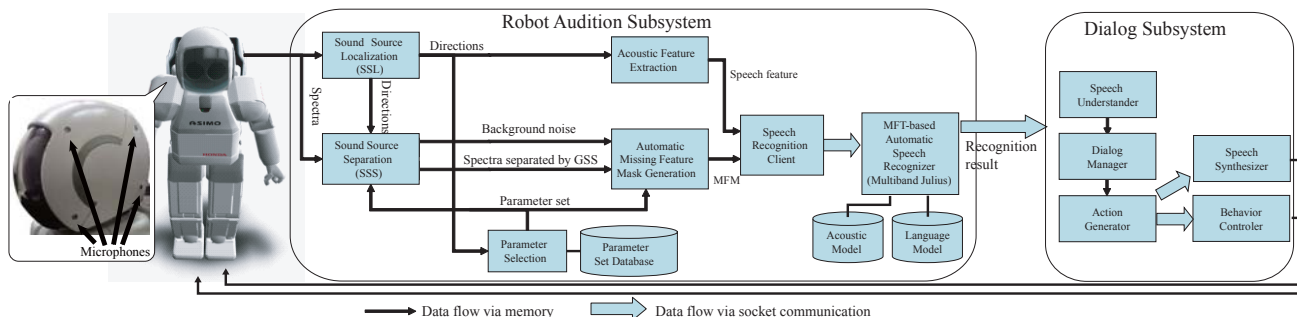 Robot Audition Subsystem
Dialog Subsystem
Sound Source
Localization
(SSL)
Directions
Acoustic Feature
Extraction
Speech feature
Spectra
Directions
ASIMO
HONDA
Microphones
Sound Source
Separation
(SSS)
Background noise
Spectra separated by GSS
Automatic
Missing Feature
Mask Generation
MFM
Speech
Recognition
Client
MFT-based
Automatic
Speech
Recognizer
(Multiband Julius)
Recognition
result
Parameter set
Parameter
Selection
Parameter
Set Database
Acoustic
Model
Language
Model
Speech
Understander
Dialog
Manager
Action
Generator
Speech
Synthesizer
Behavior
Controler
Data flow via memory
Data flow via socket communication